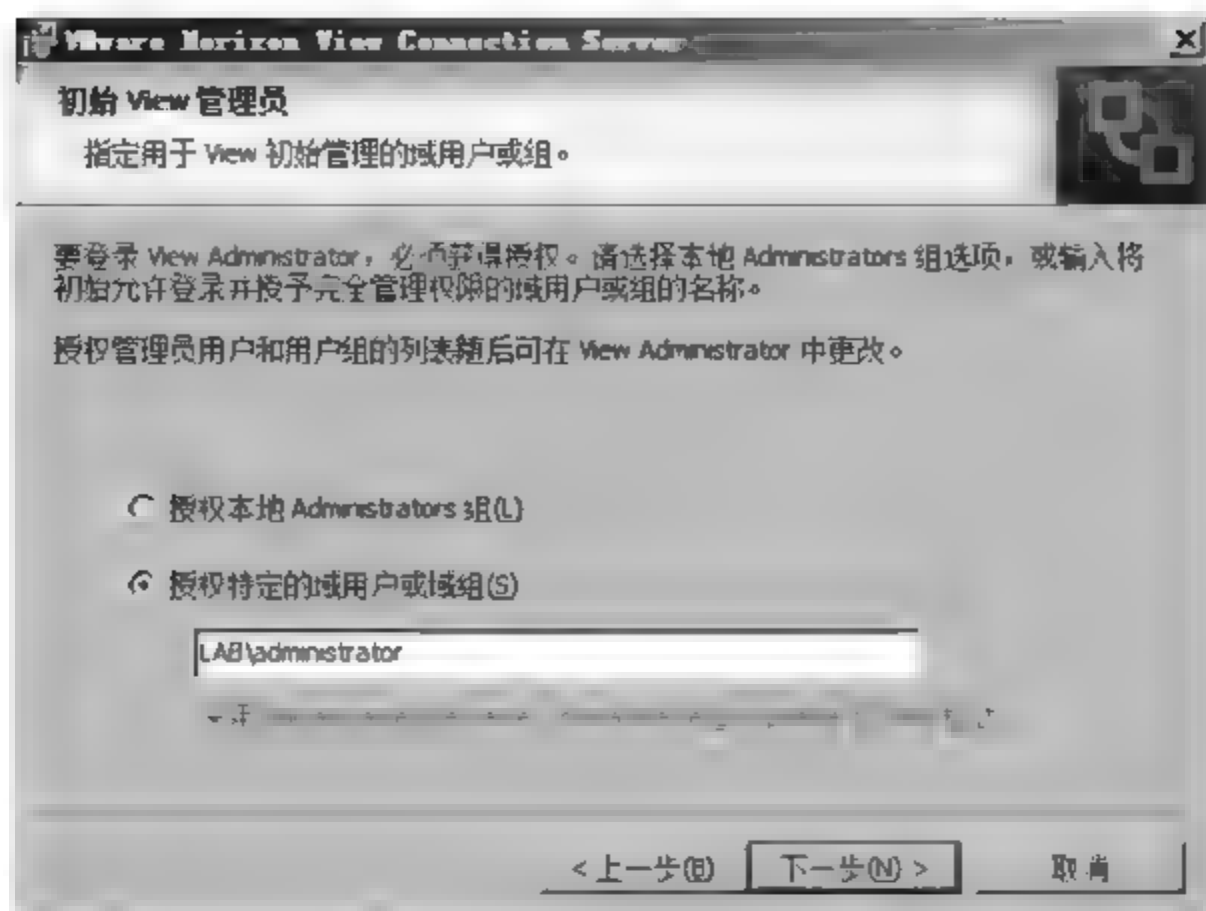 VMware Horizon View Connection Server
初始 View 管理员
指定用于 View 初始管理的域用户或组。
要登录 View Administrator，必须获得授权。请选择本地 Administrators 组选项，或输入将
初始允许登录并授予完全管理权限的域用户或组的名称。
授权管理员用户和用户组的列表随后可在 View Administrator 中更改。
授权本地 Administrators 组(L)
授权特定的域用户或域组(S)
LAB\administrator
< 上一步(B)
下一步(N) >
取消